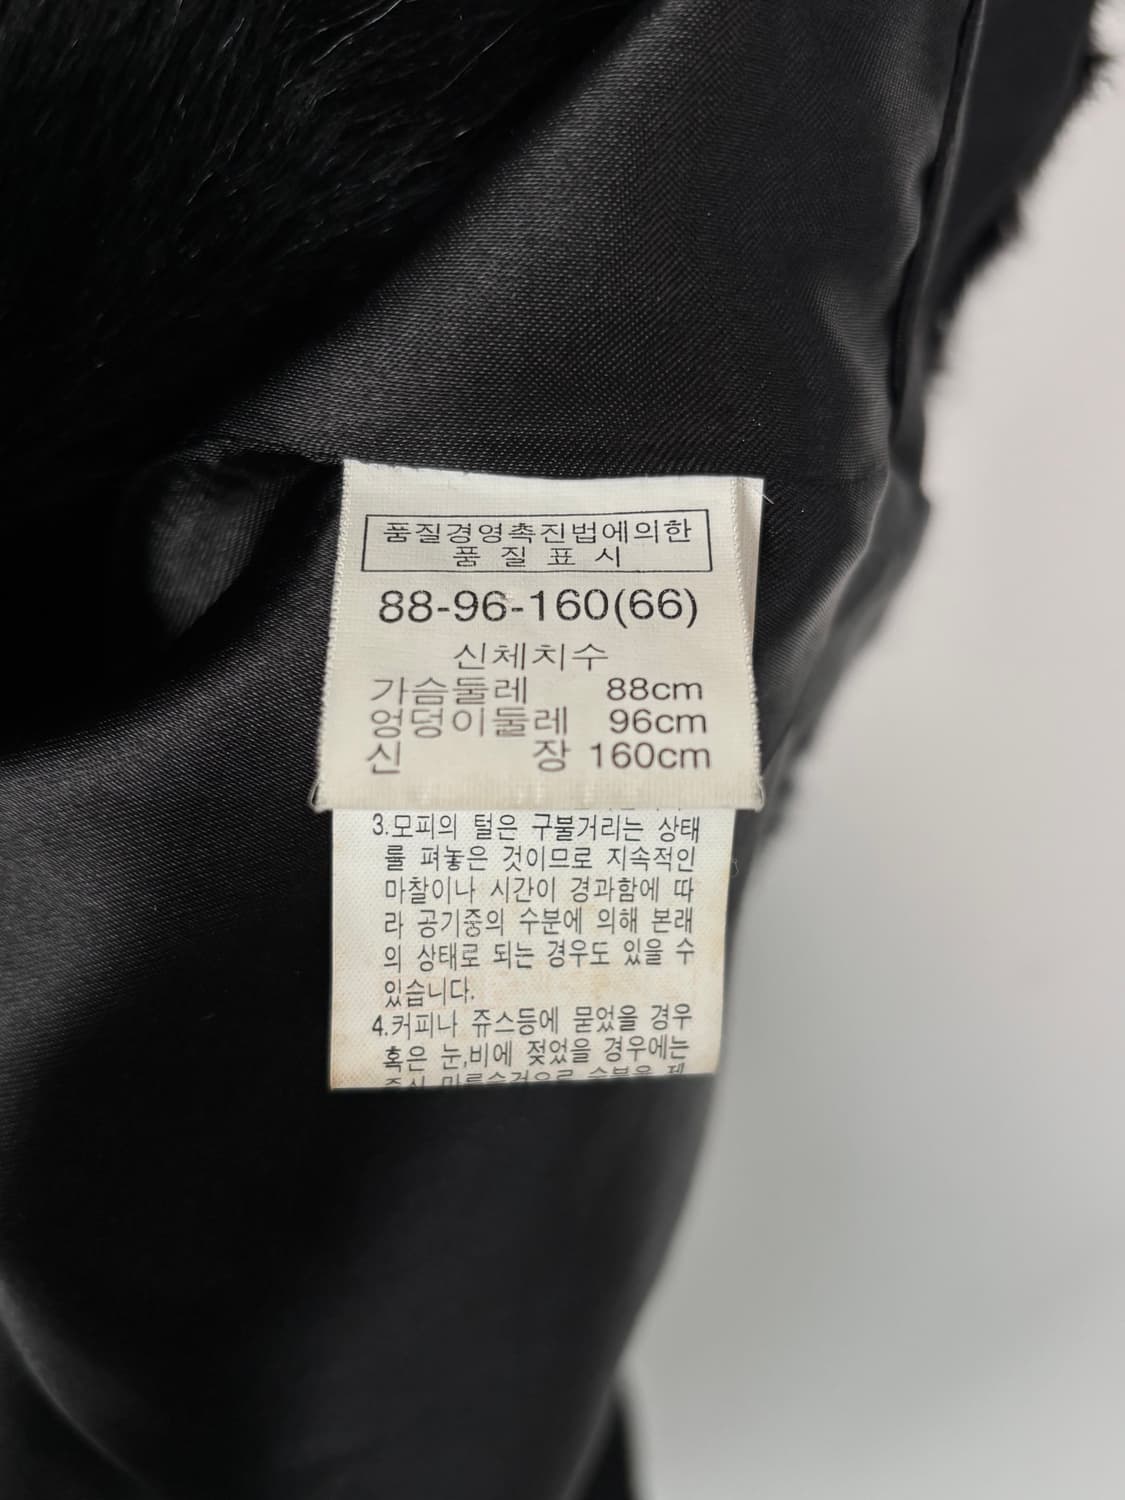 품질경영촉진법에의한
품 질 표 시
88-96-160(66)
신체치수
가슴둘레 88cm
엉덩이둘레 96cm
신 장 160cm
3.모피의 털은 구불거리는 상태
를 펴놓은 것이므로 지속적인
마찰이나 시간이 경과함에 따
라 공기중의 수분에 의해 본래
의 상태로 되는 경우도 있을 수
있습니다.
4.커피나 쥬스등에 묻었을 경우
혹은 눈,비에 젖었을 경우에는